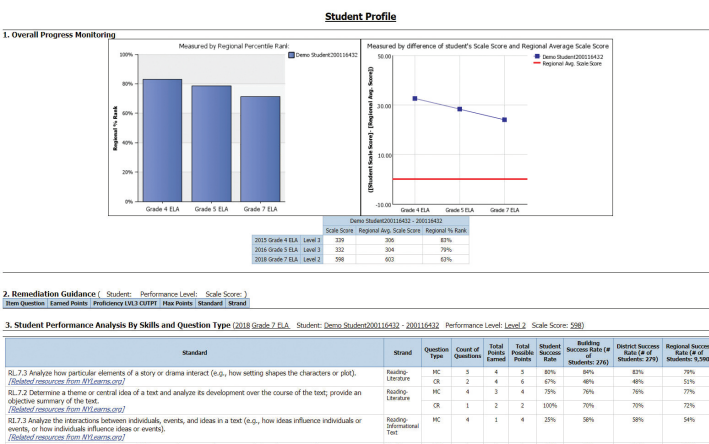 Student Profile
1. Overall Progress Monitoring
Measured by Regional Percentile Rank:
Demo Student200116432
Regional % Rank
100%
80%
60%
40%
20%
0%
Grade 4 ELA Grade 5 ELA Grade 7 ELA
Measured by difference of student's Scale Score and Regional Average Scale Score
Demo Student200116432
Regional Avg. Scale Score
([Student Scale Score]- [Regional Avg. Score])
50.00
30.00
10.00
-10.00
Grade 4 ELA Grade 5 ELA Grade 7 ELA
Demo Student200116432 - 200116432
Scale Score Regional Avg. Scale Score Regional % Rank
2015 Grade 4 ELA Level 3 339 306 83%
2016 Grade 5 ELA Level 3 332 304 79%
2018 Grade 7 ELA Level 2 598 603 63%
2. Remediation Guidance ( Student: Performance Level: Scale Score: )
Item Question Earned Points Proficiency LVL3 CUTPT Max Points Standard Strand
3. Student Performance Analysis By Skills and Question Type (2018 Grade 7 ELA Student: Demo Student200116432 - 200116432 Performance Level: Level 2 Scale Score: 598)
Standard Strand Question Type Count of Questions Total Points Earned Total Possible Points Student Success Rate Building Success Rate (# of Students: 276) District Success Rate (# of Students: 279) Regional Success Rate (# of Students: 9,590
RL.7.3 Analyze how particular elements of a story or drama interact (e.g., how setting shapes the characters or plot). Reading-Literature MC 5 4 5 80% 84% 83% 79%
[Related resources from NYLearns.org] CR 2 4 6 67% 48% 48% 51%
RL.7.2 Determine a theme or central idea of a text and analyze its development over the course of the text; provide an Reading-Literature MC 4 3 4 75% 76% 76% 77%
objective summary of the text.
[Related resources from NYLearns.org] CR 1 2 2 100% 70% 70% 72%
RI.7.3 Analyze the interactions between individuals, events, and ideas in a text (e.g., how ideas influence individuals or Reading-Informational Text MC 4 1 4 25% 58% 58% 54%
events, or how individuals influence ideas or events).
[Related resources from NYLearns.org]